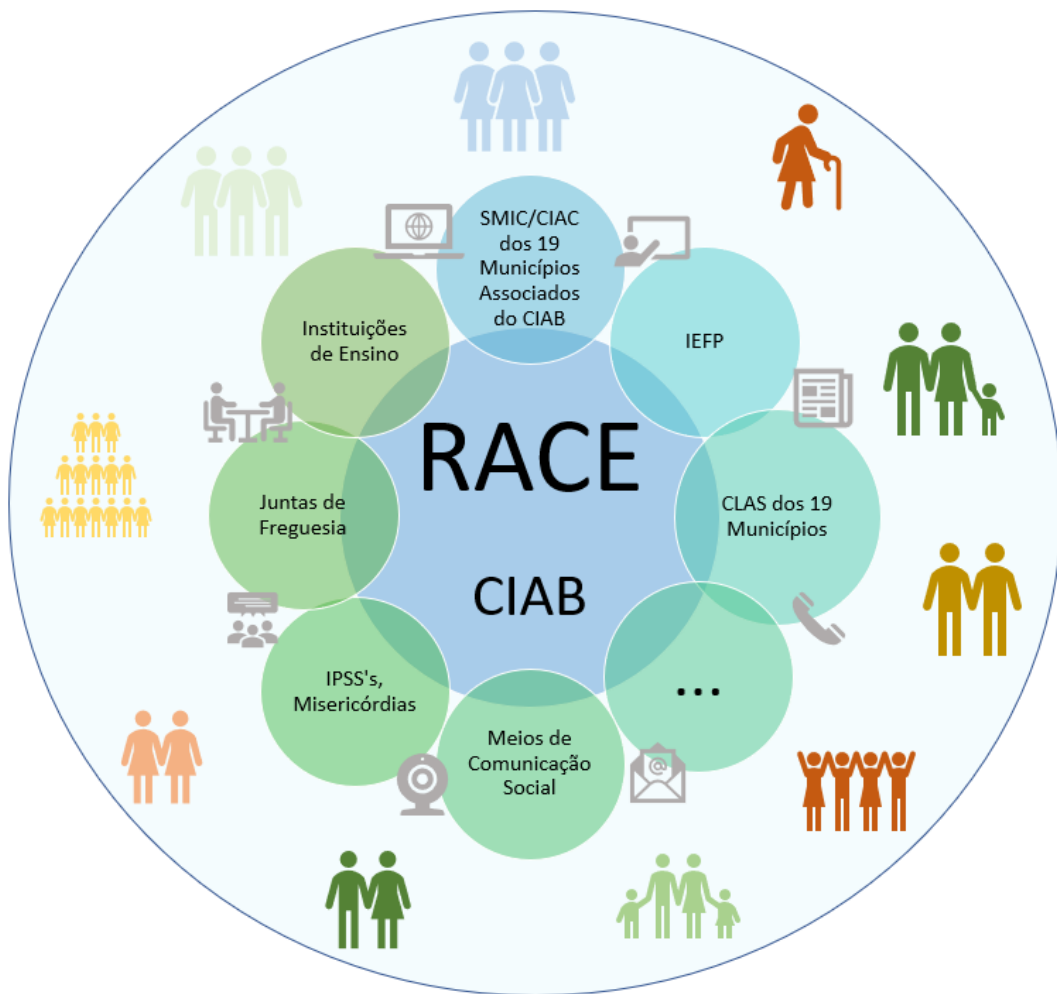 SMIC/CIAC
dos 19
Municípios
Associados
do CIAB
IEFP
CLAS dos 19
Municípios
...
Meios de
Comunicação
Social
IPSS's,
Misericórdias
Juntas de
Freguesia
Instituições
de Ensino
RACE
CIAB
@